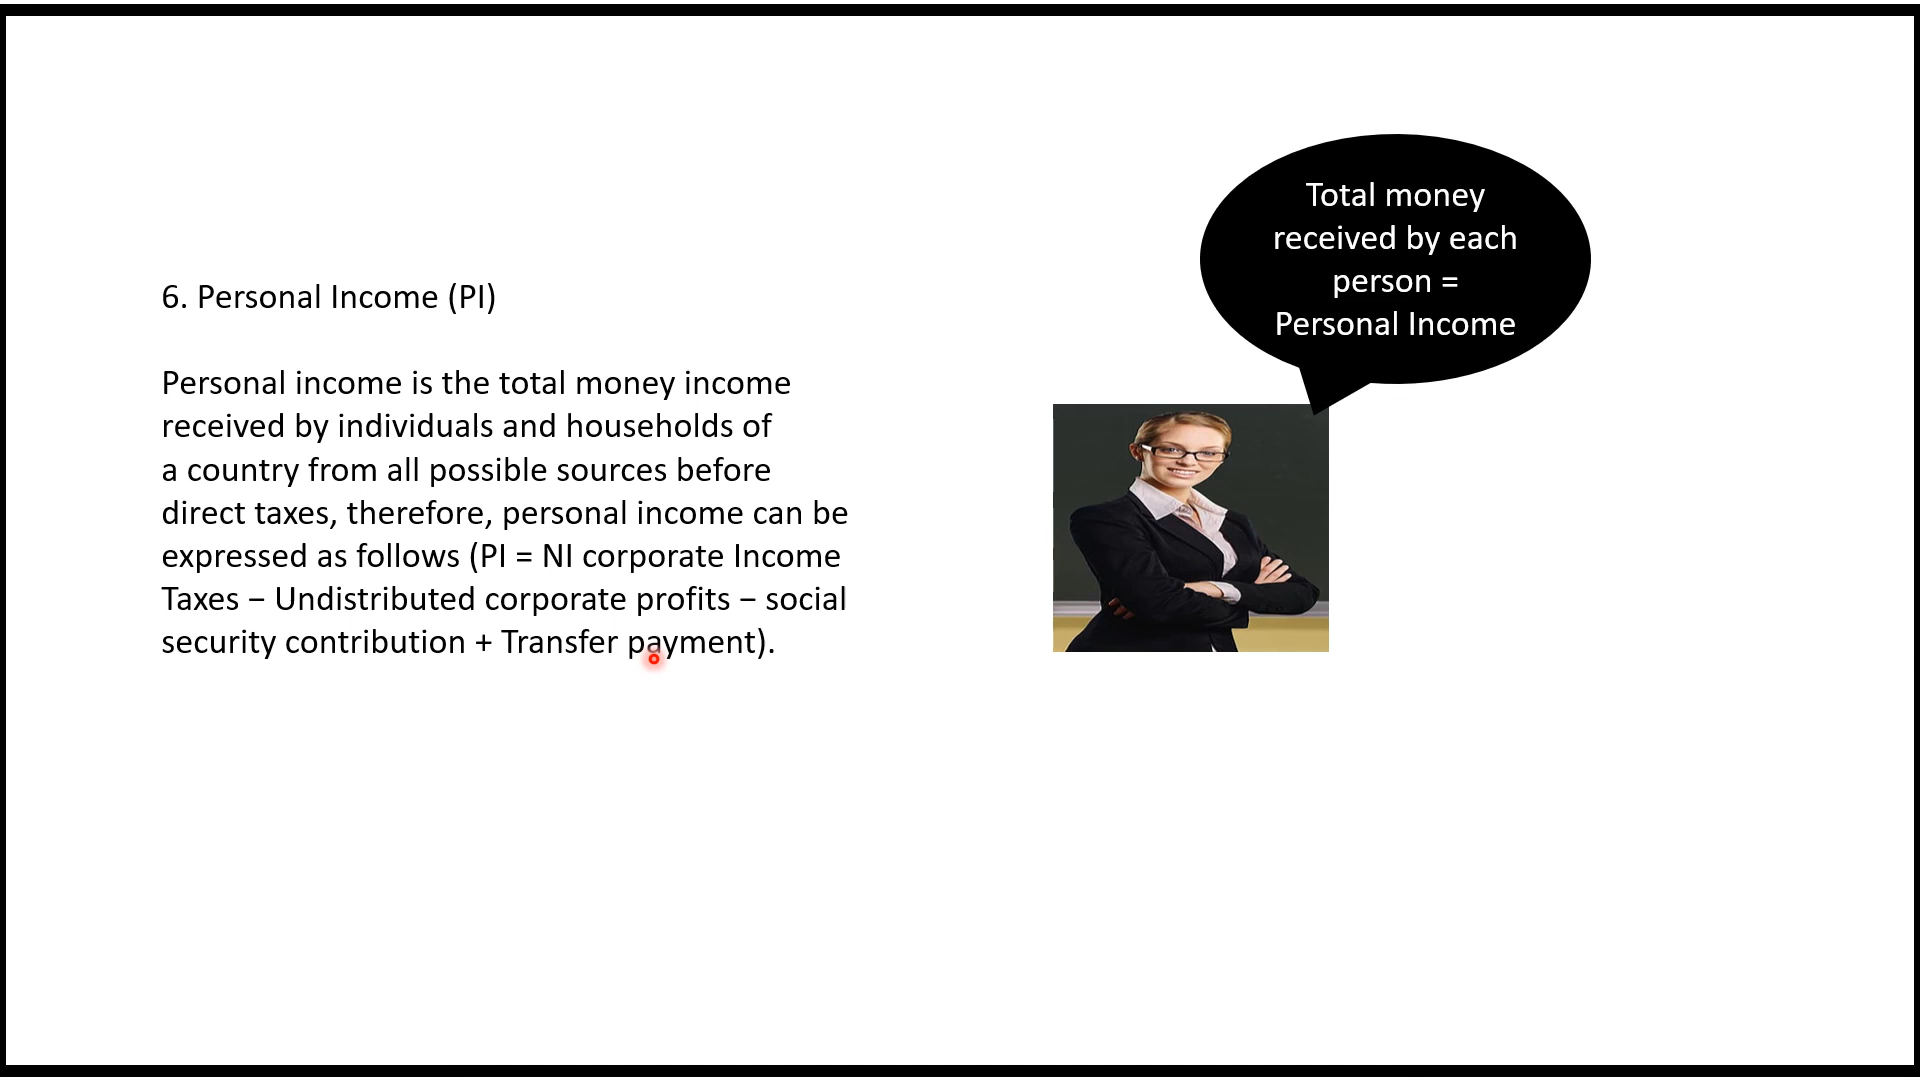 6. Personal Income (PI)
Personal income is the total money income
received by individuals and households of
a country from all possible sources before
direct taxes, therefore, personal income can be
expressed as follows (PI = NI corporate Income
Taxes − Undistributed corporate profits − social
security contribution + Transfer payment).
Total money
received by each
person =
Personal Income